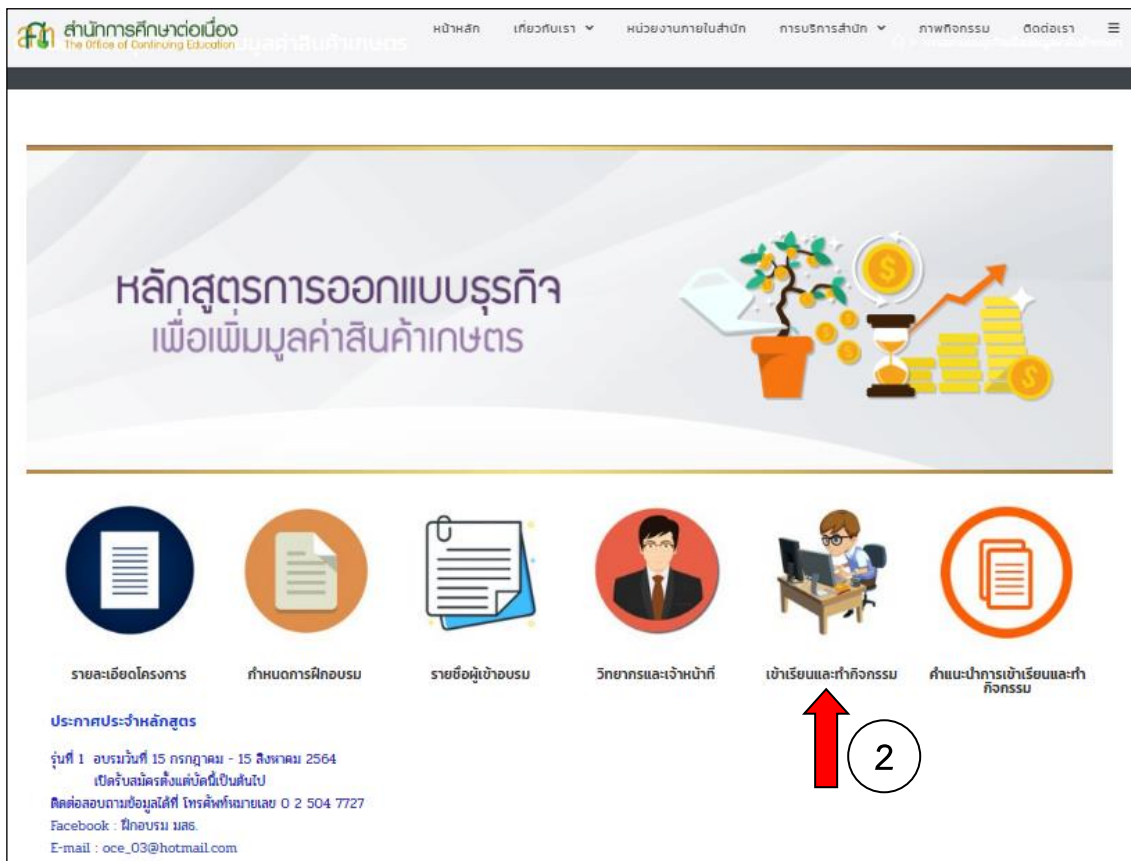 สำนักการศึกษาต่อเนื่อง
The Office of Continuing Education
หน้าหลัก เกี่ยวกับเรา หน่วยงานภายในสำนัก การบริการสำนัก ภาพกิจกรรม ติดต่อเรา
หลักสูตรการออกแบบธุรกิจ
เพื่อเพิ่มมูลค่าสินค้าเกษตร
รายละเอียดโครงการ กำหนดการฝึกอบรม รายชื่อผู้เข้าอบรม วิทยากรและเจ้าหน้าที่ เข้าเรียนและทำกิจกรรม คำแนะนำการเข้าเรียนและทำ
กิจกรรม
2
ประกาศประจำหลักสูตร
รุ่นที่ 1 อบรมวันที่ 15 กรกฎาคม - 15 สิงหาคม 2564
เปิดรับสมัครตั้งแต่บัดนี้เป็นต้นไป
ติดต่อสอบถามข้อมูลได้ที่ โทรศัพท์หมายเลข 0 2 504 7727
Facebook : ฝึกอบรม มสธ.
E-mail : oce_03@hotmail.com